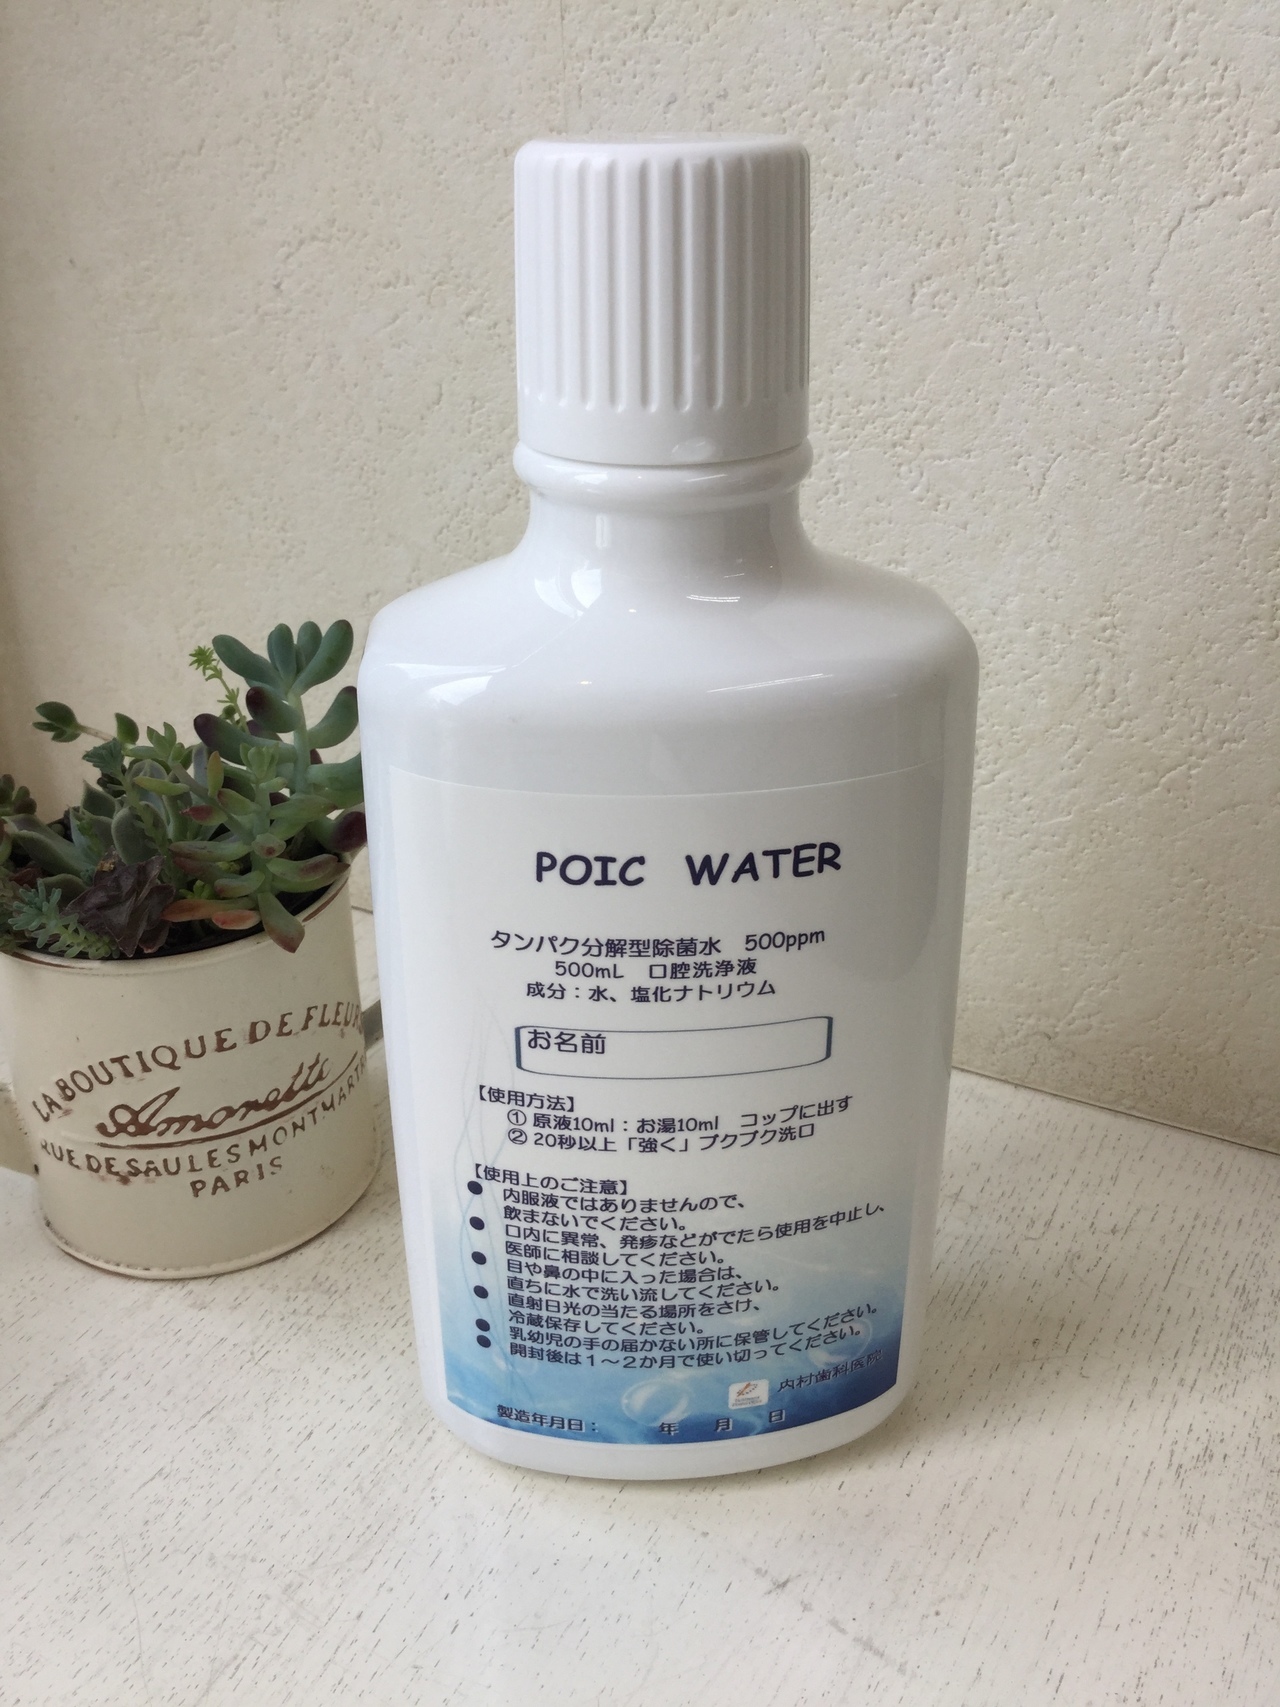 POIC WATER
タンパク分解型除菌水 500ppm
500mL 口腔洗浄液
成分：水、塩化ナトリウム
お名前
【使用方法】
① 原液10ml：お湯10ml コップに出す
② 20秒以上「強く」ブクブク洗口
【使用上のご注意】
● 内服液ではありませんので、
飲まないでください。
● 口内に異常、発疹などがでたら使用を中止し、
医師に相談してください。
● 目や鼻の中に入った場合は、
直ちに水で洗い流してください。
● 直射日光の当たる場所をさけ、
冷蔵保存してください。
● 乳幼児の手の届かない所に保管してください。
● 開封後は１～２か月で使い切ってください。
内村歯科医院
製造年月日： 年 月 日
LA BOUTIQUE DE FLEURS
Amonette
RUE DE SAULES MONTMARTR
PARIS